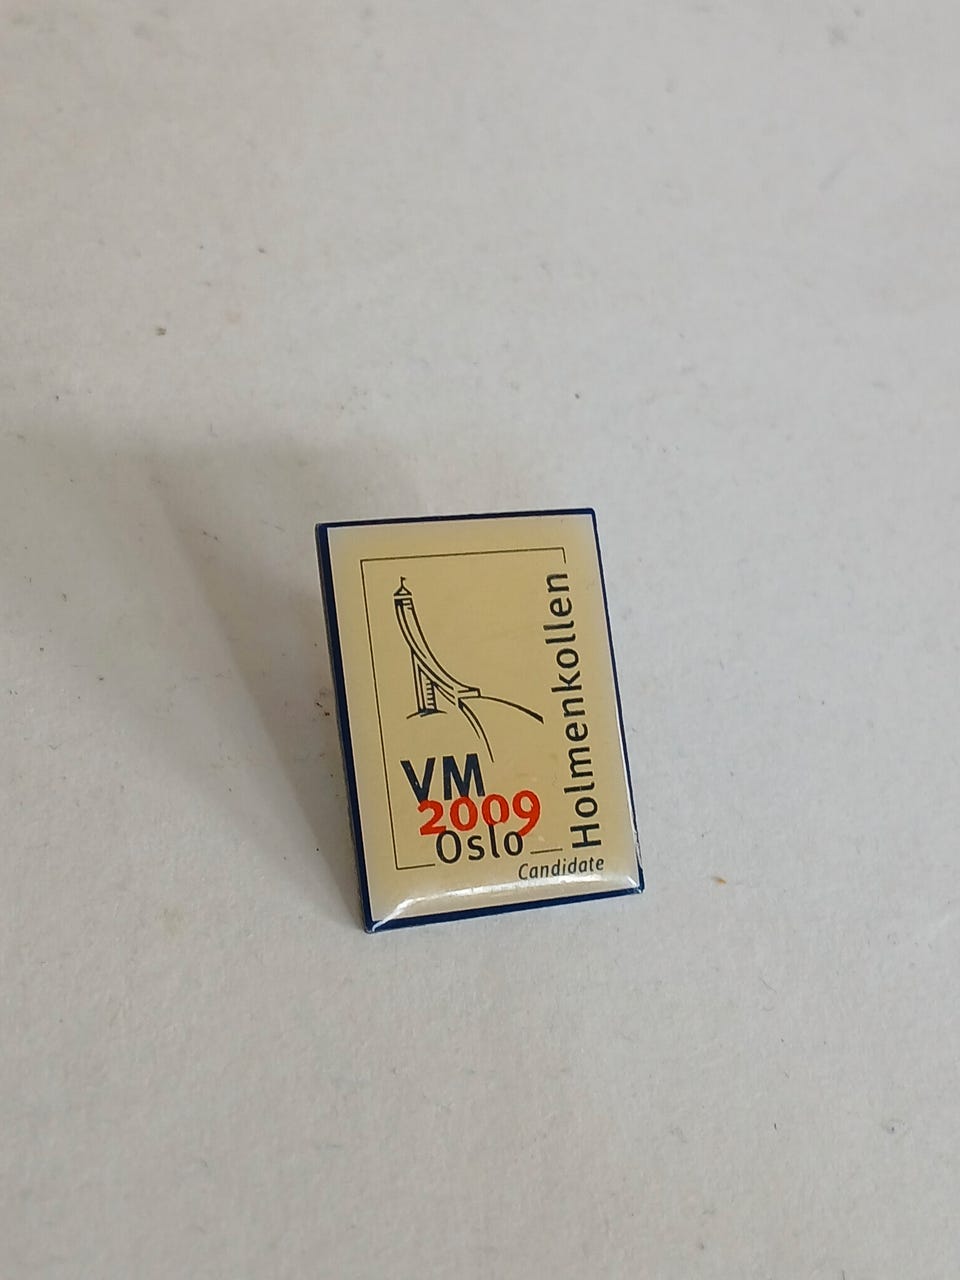 Holmenkollen
VM
2009
Oslo
Candidate